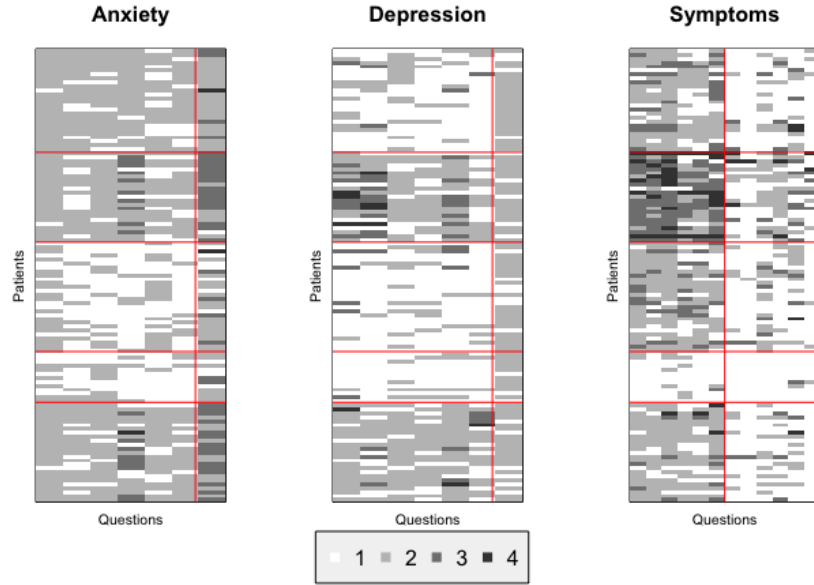 Anxiety
Depression
Symptoms
Patients
Patients
Patients
Questions
Questions
Questions
1 2 3 4